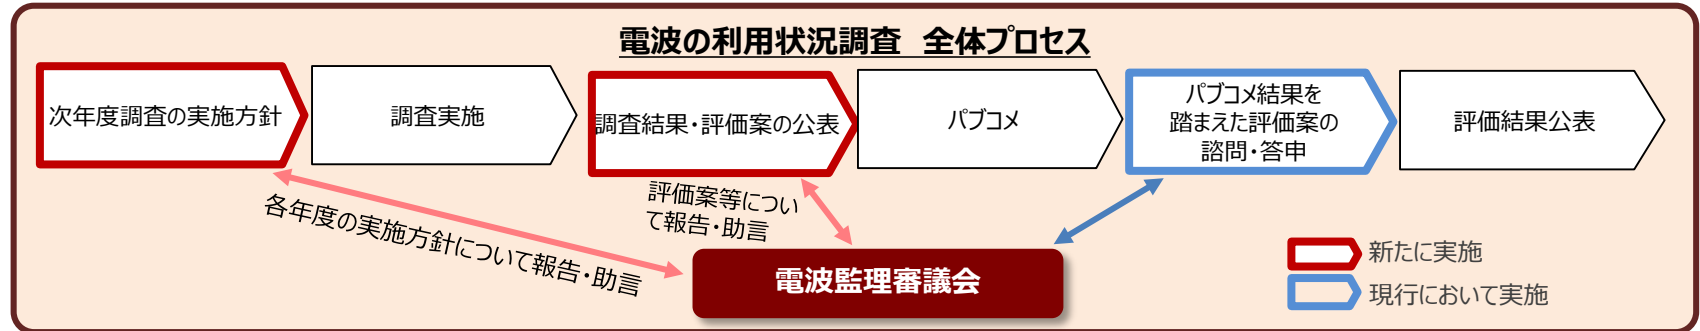 電波の利用状況調査　全体プロセス
次年度調査の実施方針
調査実施
調査結果・評価案の公表
パブコメ
パブコメ結果を
踏まえた評価案の
諮問・答申
評価結果公表
各年度の実施方針について報告・助言
評価案等につい
て報告・助言
電波監理審議会
新たに実施
現行において実施